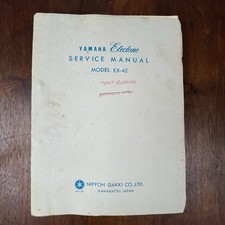 YAMAHA Electone
SERVICE MANUAL
MODEL EX-42
NIPPON GAKKI CO., LTD.
HAMAMATSU JAPAN